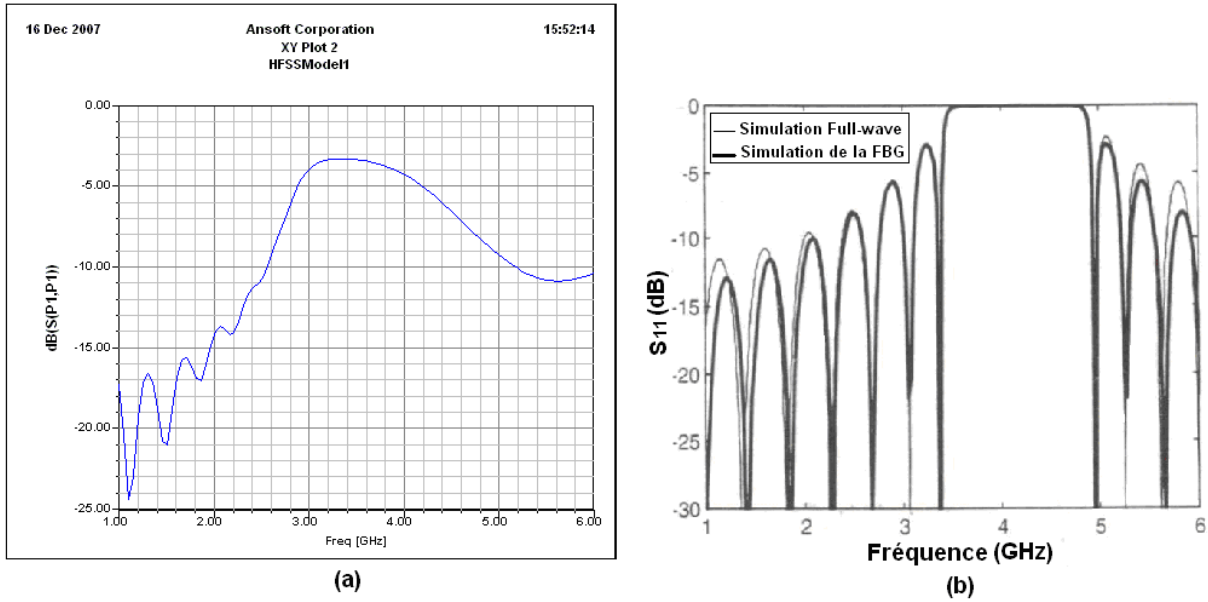 16 Dec 2007
Ansoft Corporation
15:52:14
XY Plot 2
HFSSModel1
0.00
-5.00
-10.00
-15.00
-20.00
-25.00
dB(S(P1,P1))
1.00
2.00
3.00
4.00
5.00
6.00
Freq [GHz]
(a)
0
-5
-10
-15
-20
-25
-30
S11 (dB)
Simulation Full-wave
Simulation de la FBG
1
2
3
4
5
6
Fréquence (GHz)
(b)